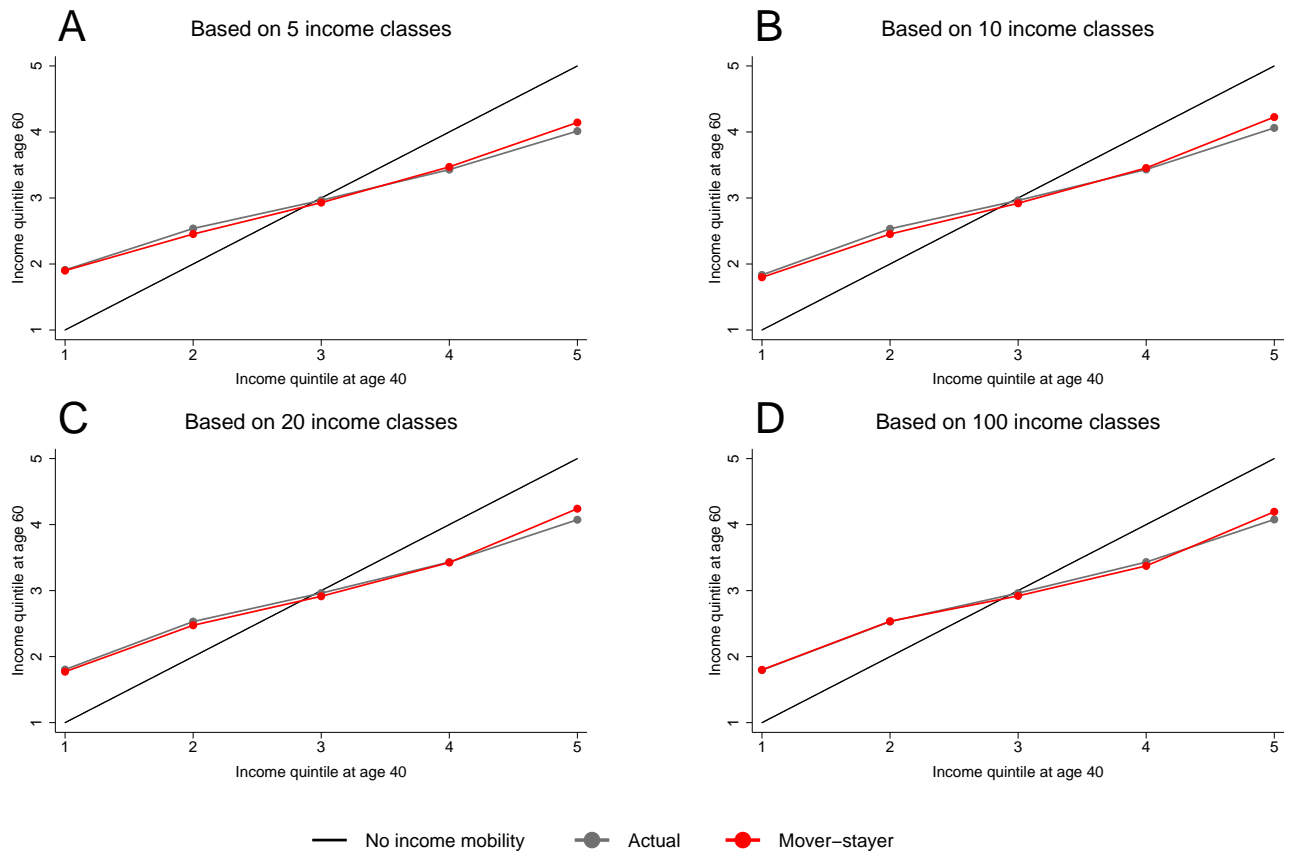 A
Based on 5 income classes
Income quintile at age 60
5
4
3
2
1
1 2 3 4 5
Income quintile at age 40
B
Based on 10 income classes
Income quintile at age 60
5
4
3
2
1
1 2 3 4 5
Income quintile at age 40
C
Based on 20 income classes
Income quintile at age 60
5
4
3
2
1
1 2 3 4 5
Income quintile at age 40
D
Based on 100 income classes
Income quintile at age 60
5
4
3
2
1
1 2 3 4 5
Income quintile at age 40
No income mobility Actual Mover−stayer